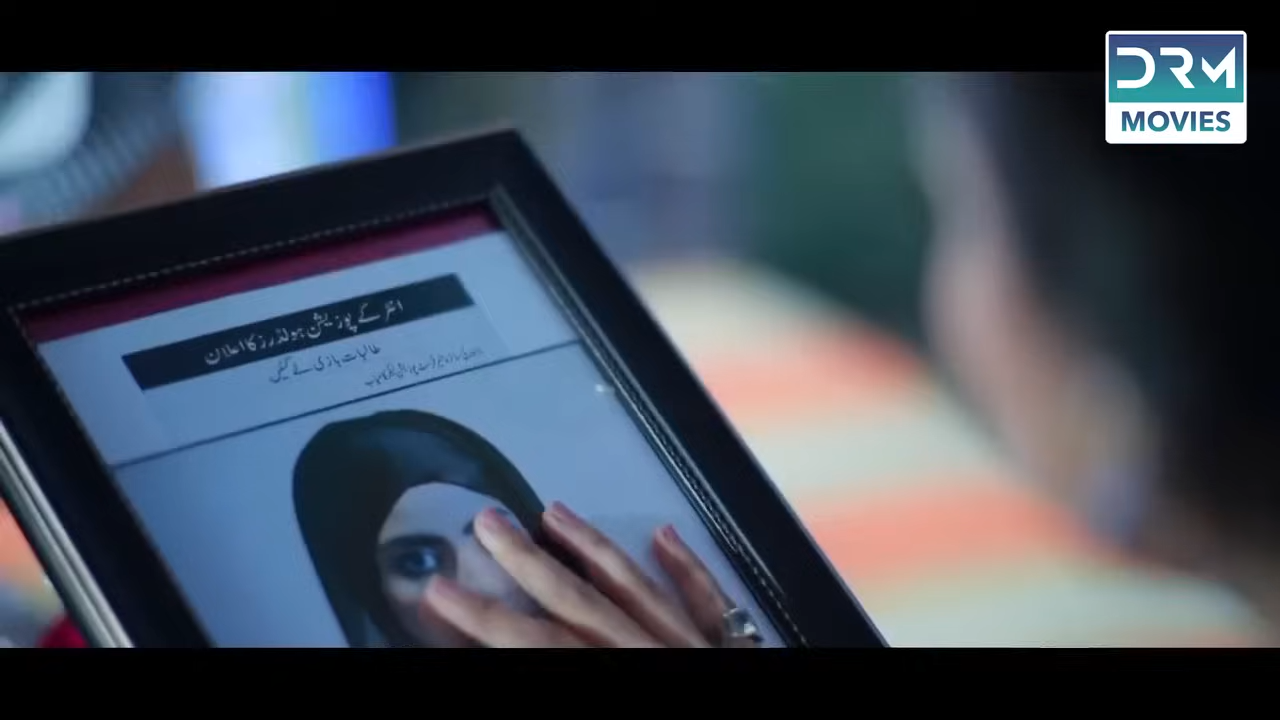 DRM
MOVIES
انٹر کے پوزیشن ہولڈرز کا اعلان
طالبات بازی لے گئیں